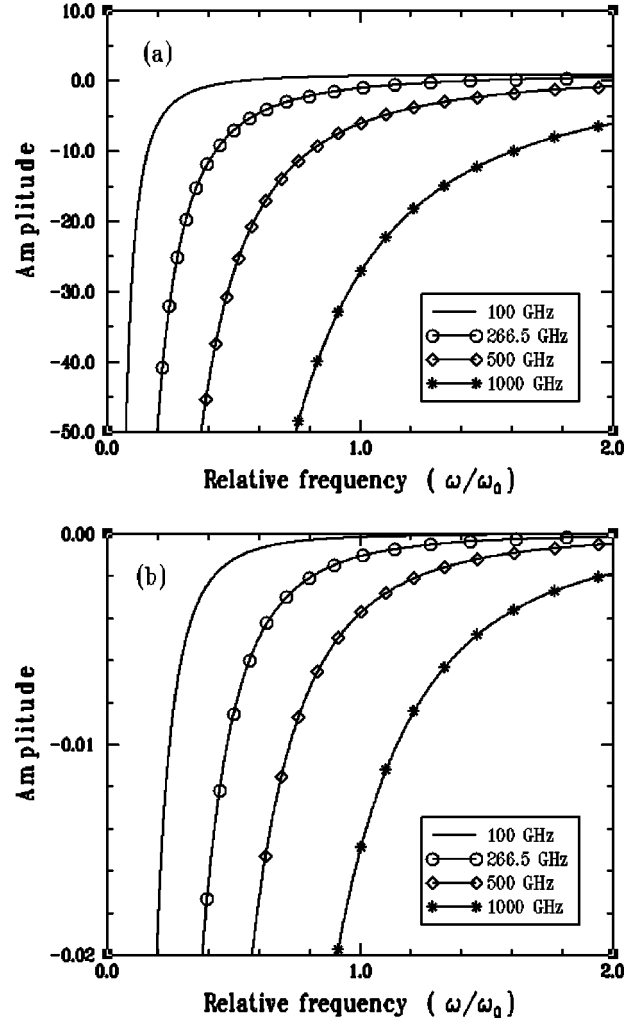 10.0
(a)
0.0
-10.0
-20.0
-30.0
-40.0
-50.0
Amplitude
100 GHz
266.5 GHz
500 GHz
1000 GHz
0.0 1.0 2.0
Relative frequency ( ω/ω₀)
0.00
(b)
-0.01
-0.02
Amplitude
100 GHz
266.5 GHz
500 GHz
1000 GHz
0.0 1.0 2.0
Relative frequency ( ω/ω₀)